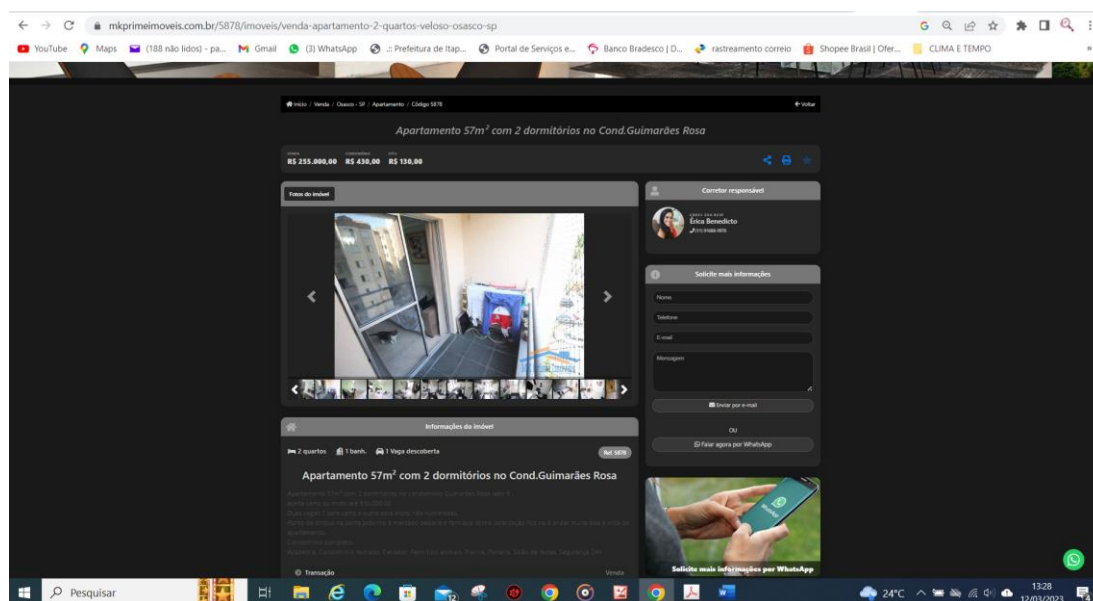 mkprimeimoveis.com.br/5878/imoveis/venda-apartamento-2-quartos-veloso-osasco-sp
YouTube Maps (188 não lidos) - pa... Gmail (3) WhatsApp .:: Prefeitura de Itap... Portal de Serviços e... Banco Bradesco | D... rastreamento correio Shopee Brasil | Ofer... CLIMA E TEMPO
Início / Venda / Osasco - SP / Apartamento / Código 5878 Voltar
Apartamento 57m² com 2 dormitórios no Cond.Guimarães Rosa
R$ 255.000,00 R$ 430,00 R$ 130,00
Fotos do imóvel
Corretor responsável
Érica Benedicto
Solicite mais informações
Nome
Telefone
E-mail
Mensagem
Enviar por e-mail
OU
Falar agora por WhatsApp
Informações do imóvel
2 quartos 1 banh. 1 Vaga descoberta Ref. 5878
Apartamento 57m² com 2 dormitórios no Cond.Guimarães Rosa
Transação Venda
WhatsApp
Solicite mais informações por WhatsApp
Pesquisar
12
24°C
13:28
12/03/2023